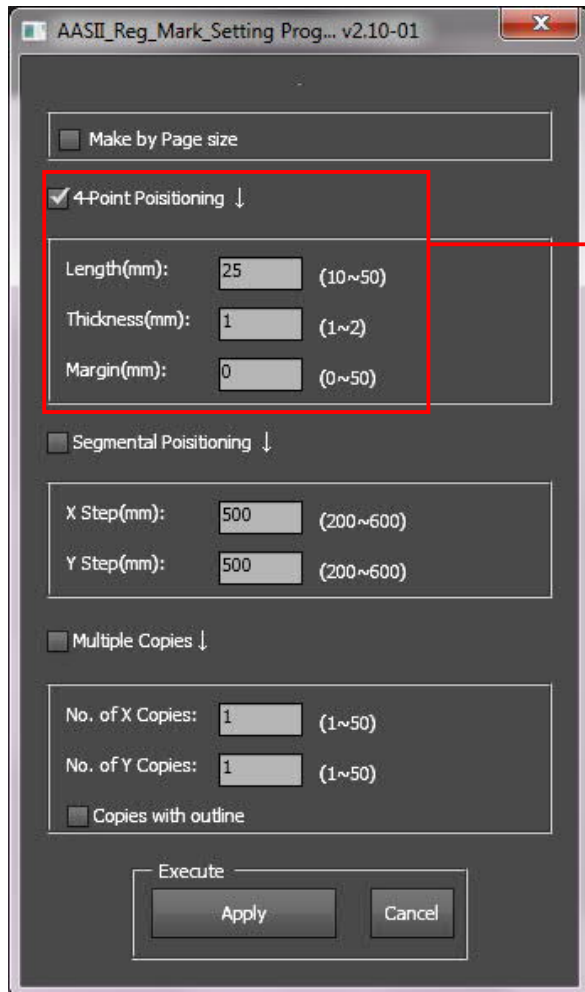 AASII_Reg_Mark_Setting Prog... v2.10-01
Make by Page size
4-Point Poisitioning ↓
Length(mm): 25 (10~50)
Thickness(mm): 1 (1~2)
Margin(mm): 0 (0~50)
Segmental Poisitioning ↓
X Step(mm): 500 (200~600)
Y Step(mm): 500 (200~600)
Multiple Copies ↓
No. of X Copies: 1 (1~50)
No. of Y Copies: 1 (1~50)
Copies with outline
Execute
Apply Cancel